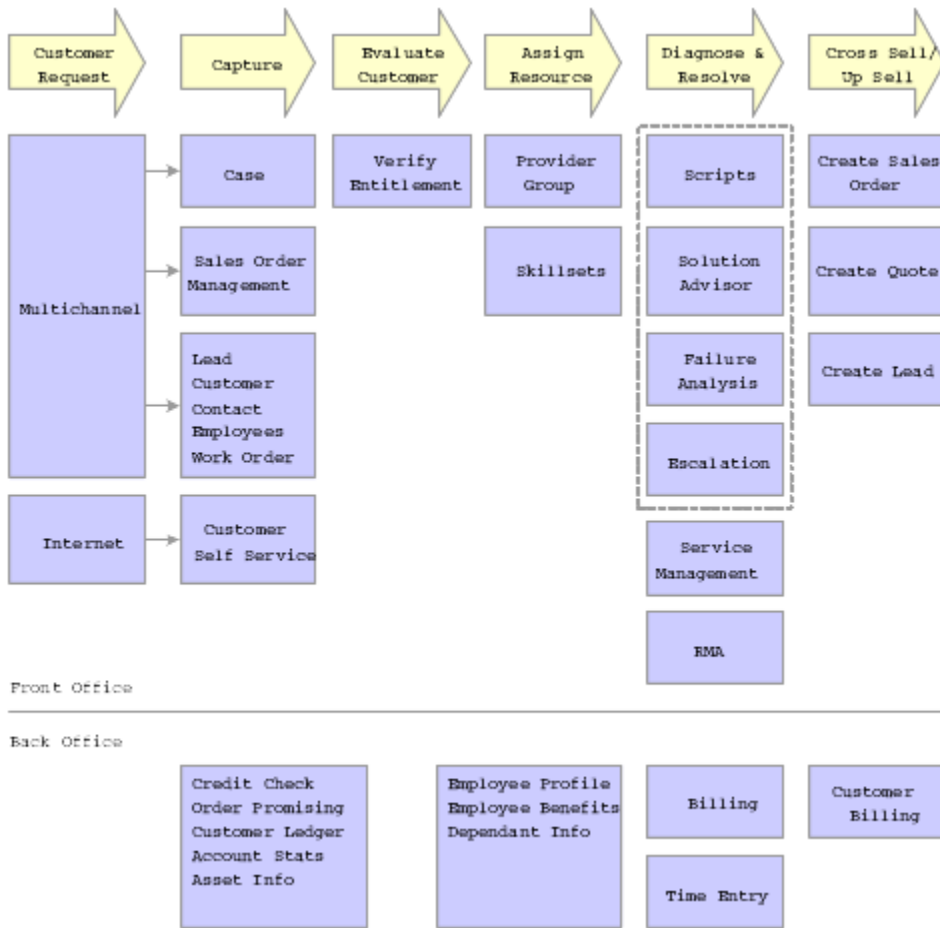 Customer
Request
Capture
Evaluate
Customer
Assign
Resource
Diagnose &
Resolve
Cross Sell/
Up Sell
Multichannel
Case
Verify
Entitlement
Provider
Group
Scripts
Create Sales
Order
Sales Order
Management
Skillsets
Solution
Advisor
Create Quote
Lead
Customer
Contact
Employees
Work Order
Failure
Analysis
Create Lead
Escalation
Internet
Customer
Self Service
Service
Management
RMA
Front Office
Back Office
Credit Check
Order Promising
Customer Ledger
Account Stats
Asset Info
Employee Profile
Employee Benefits
Dependant Info
Billing
Customer
Billing
Time Entry